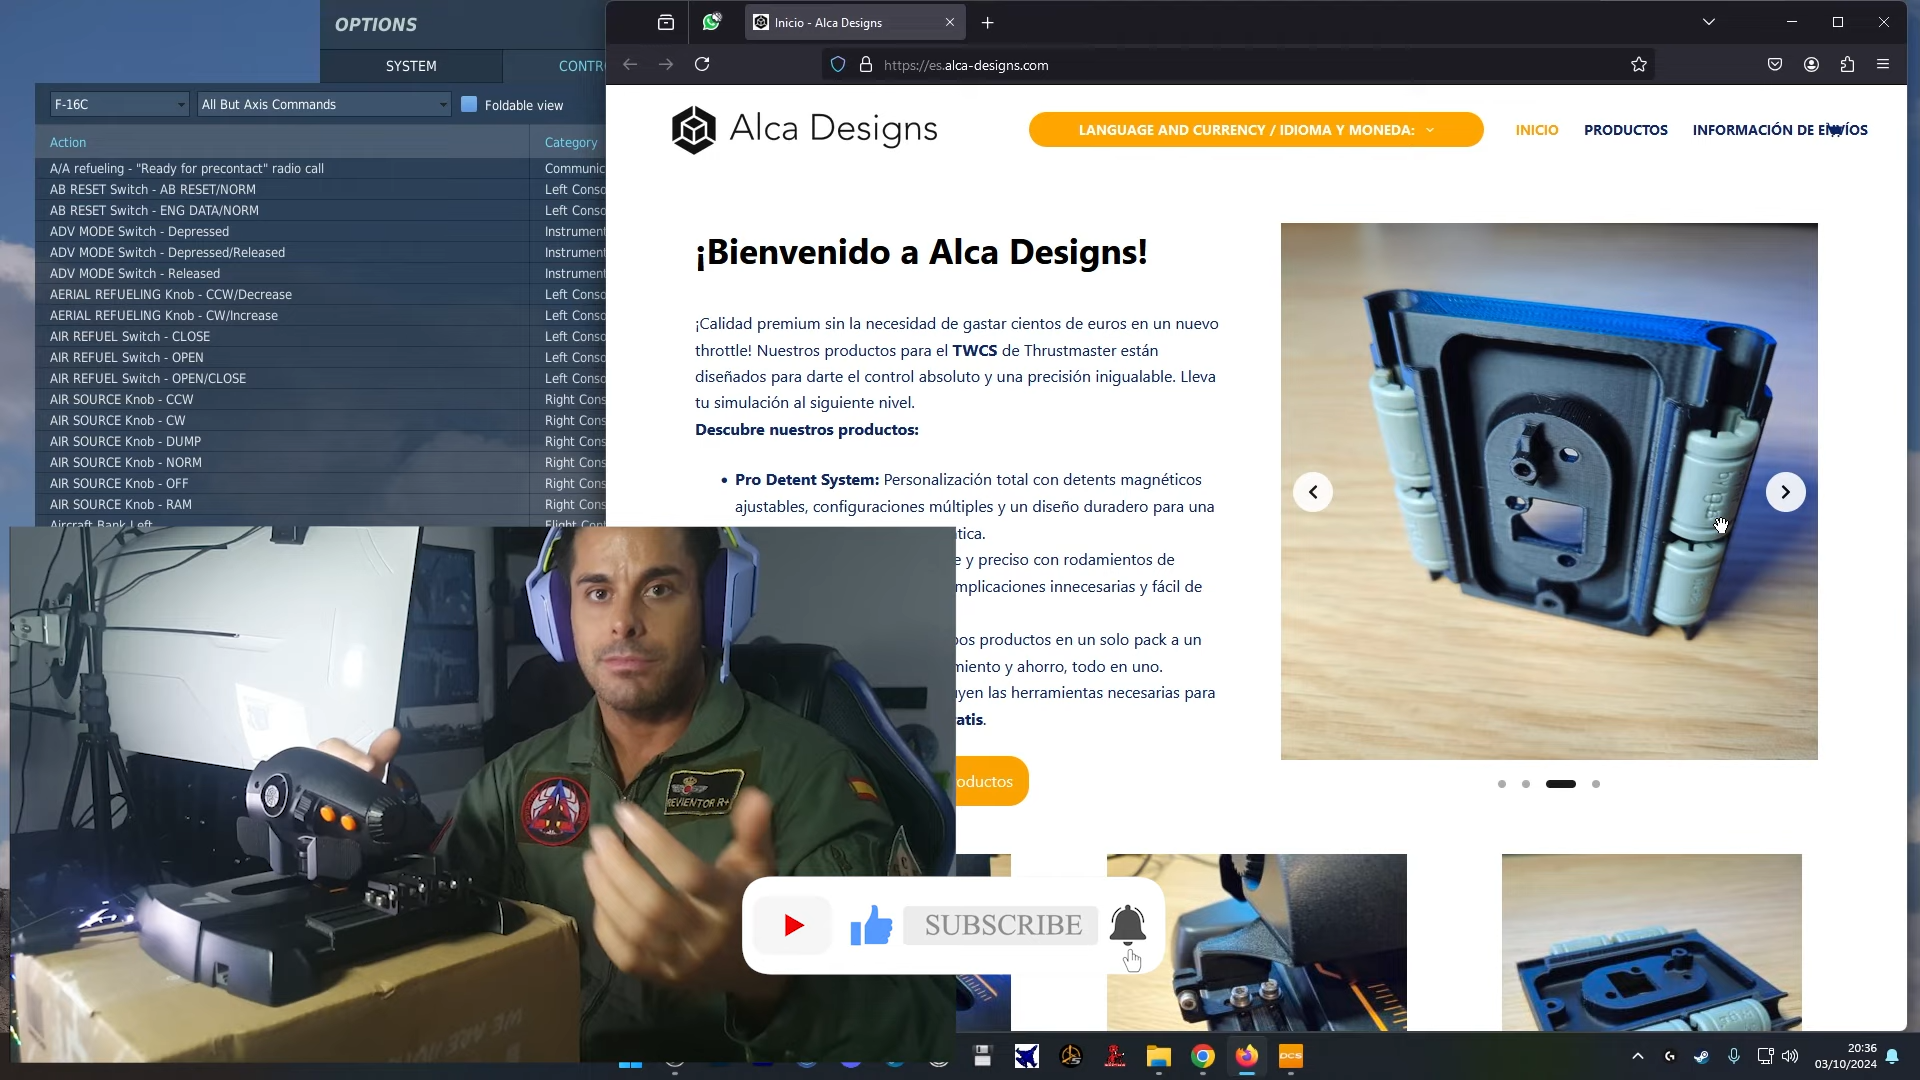 OPTIONS
SYSTEM
CONTR
F-16C
All But Axis Commands
Foldable view
Action
Category
A/A refueling - "Ready for precontact" radio call
Communic
AB RESET Switch - AB RESET/NORM
Left Conso
AB RESET Switch - ENG DATA/NORM
Left Conso
ADV MODE Switch - Depressed
Instrument
ADV MODE Switch - Depressed/Released
Instrument
ADV MODE Switch - Released
Instrument
AERIAL REFUELING Knob - CCW/Decrease
Left Conso
AERIAL REFUELING Knob - CW/Increase
Left Conso
AIR REFUEL Switch - CLOSE
Left Conso
AIR REFUEL Switch - OPEN
Left Conso
AIR REFUEL Switch - OPEN/CLOSE
Left Conso
AIR SOURCE Knob - CCW
Right Cons
AIR SOURCE Knob - CW
Right Cons
AIR SOURCE Knob - DUMP
Right Cons
AIR SOURCE Knob - NORM
Right Cons
AIR SOURCE Knob - OFF
Right Cons
AIR SOURCE Knob - RAM
Right Cons
Aircraft Bank Left
Flight Cont
Inicio - Alca Designs
https://es.alca-designs.com
Alca Designs
LANGUAGE AND CURRENCY / IDIOMA Y MONEDA:
INICIO
PRODUCTOS
INFORMACIÓN DE ENVÍOS
¡Bienvenido a Alca Designs!
¡Calidad premium sin la necesidad de gastar cientos de euros en un nuevo
throttle! Nuestros productos para el TWCS de Thrustmaster están
diseñados para darte el control absoluto y una precisión inigualable. Lleva
tu simulación al siguiente nivel.
Descubre nuestros productos:
• Pro Detent System: Personalización total con detents magnéticos
ajustables, configuraciones múltiples y un diseño duradero para una
tica.
e y preciso con rodamientos de
mplicaciones innecesarias y fácil de
bos productos en un solo pack a un
miento y ahorro, todo en uno.
uyen las herramientas necesarias para
atis.
oductos
REVIENTOR R+
SUBSCRIBE
DCS
20:36
03/10/2024